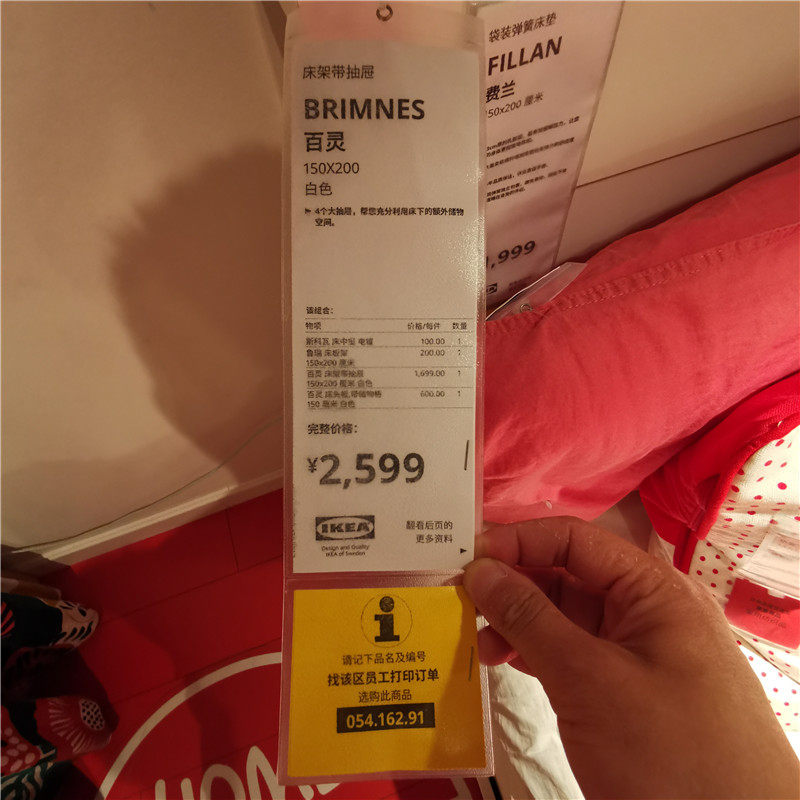 床架带抽屉
BRIMNES
百灵
150X200
白色
4个大抽屉，帮您充分利用床下的额外储物
空间。
该组合：
物项 价格/每件 数量
斯科瓦 床中梁 电镀 100.00 1
鲁瑞 床板架 200.00 1
150x200 厘米
百灵 床架带抽屉 1,699.00 1
150x200 厘米 白色
百灵 床头板,带储物格 600.00 1
150 厘米 白色
完整价格：
¥2,599
IKEA
Design and Quality
IKEA of Sweden
翻看后页的
更多资料
i
请记下品名及编号
找该区员工打印订单
选购此商品
054.162.91
袋装弹簧床垫
FILLAN
费兰
150x200 厘米
,999